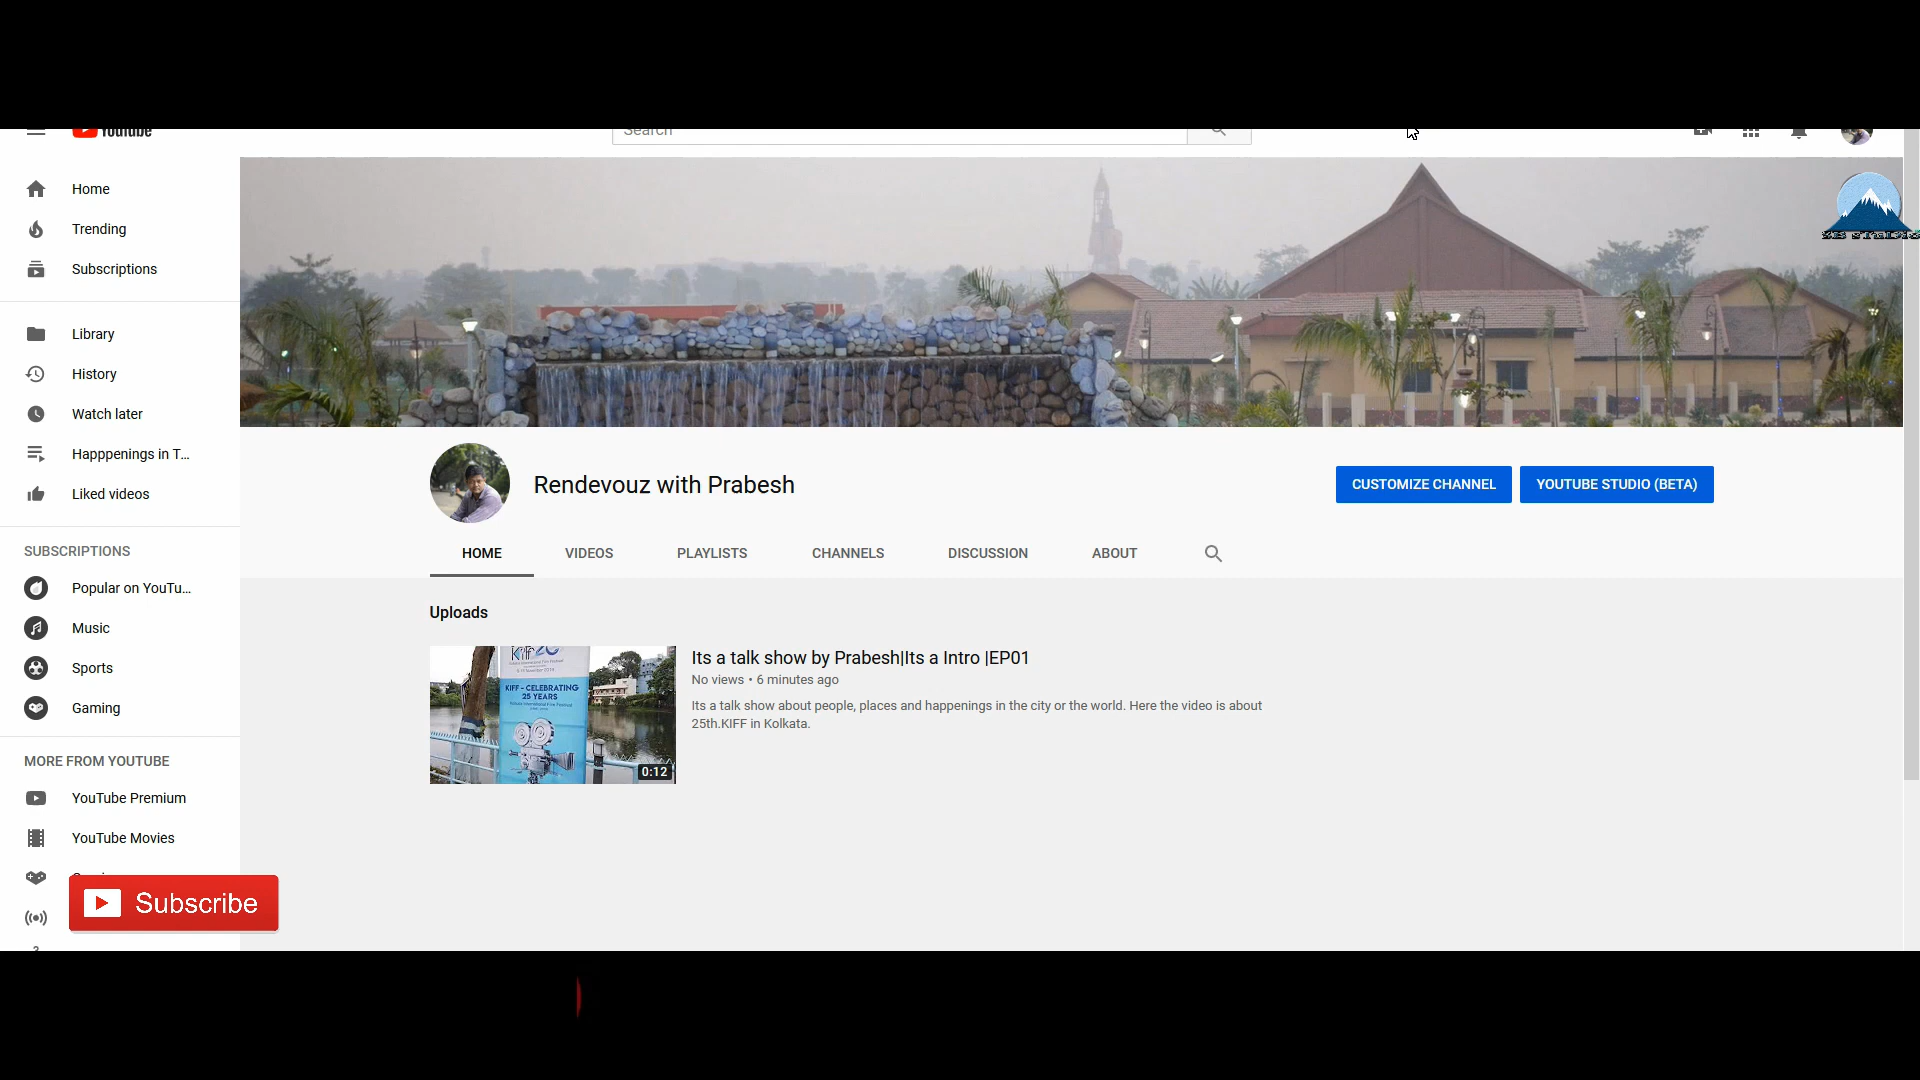 YouTube
Search
Home
Trending
Subscriptions
Library
History
Watch later
Happpenings in T...
Liked videos
SUBSCRIPTIONS
Popular on YouTu...
Music
Sports
Gaming
MORE FROM YOUTUBE
YouTube Premium
YouTube Movies
Subscribe
Rendevouz with Prabesh
CUSTOMIZE CHANNEL
YOUTUBE STUDIO (BETA)
HOME
VIDEOS
PLAYLISTS
CHANNELS
DISCUSSION
ABOUT
Uploads
KIFF - CELEBRATING
25 YEARS
0:12
Its a talk show by Prabesh|Its a Intro |EP01
No views • 6 minutes ago
Its a talk show about people, places and happenings in the city or the world. Here the video is about
25th.KIFF in Kolkata.